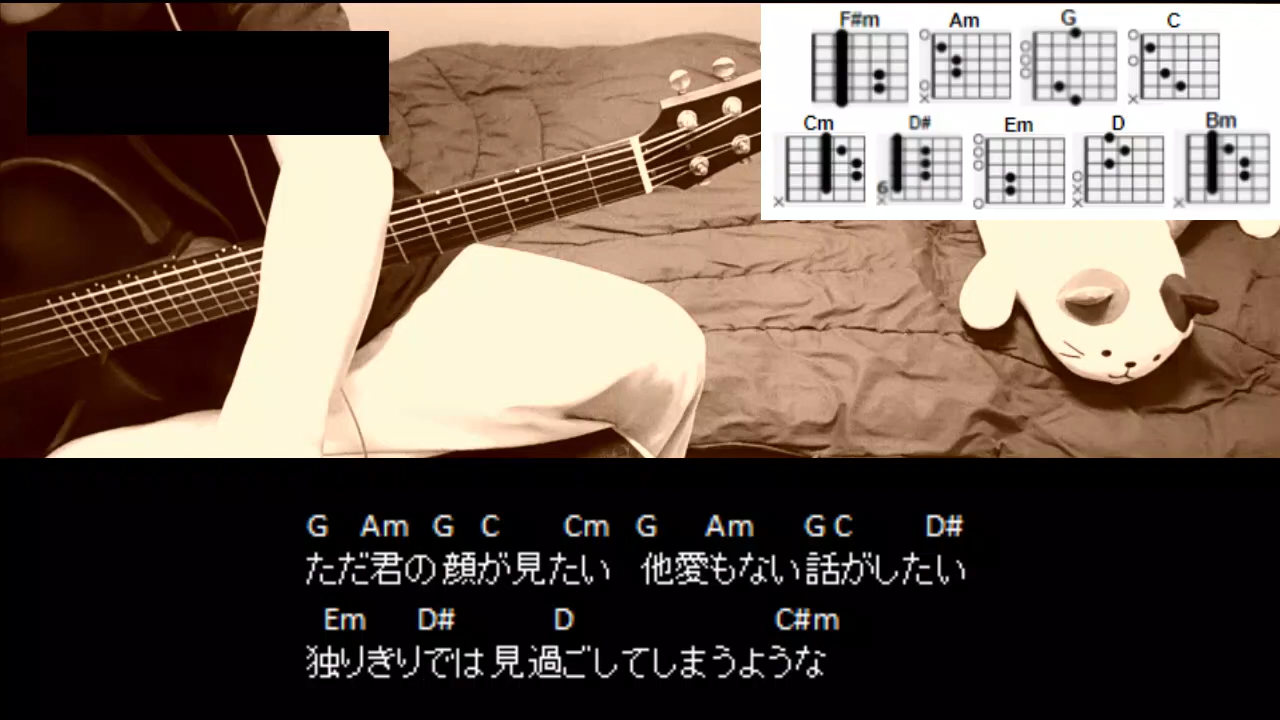 F#m Am G C
Cm D# Em D Bm
6
G Am G C Cm G Am G C D#
ただ君の顔が見たい 他愛もない話がしたい
Em D# D C#m
独りきりでは見過ごしてしまうような